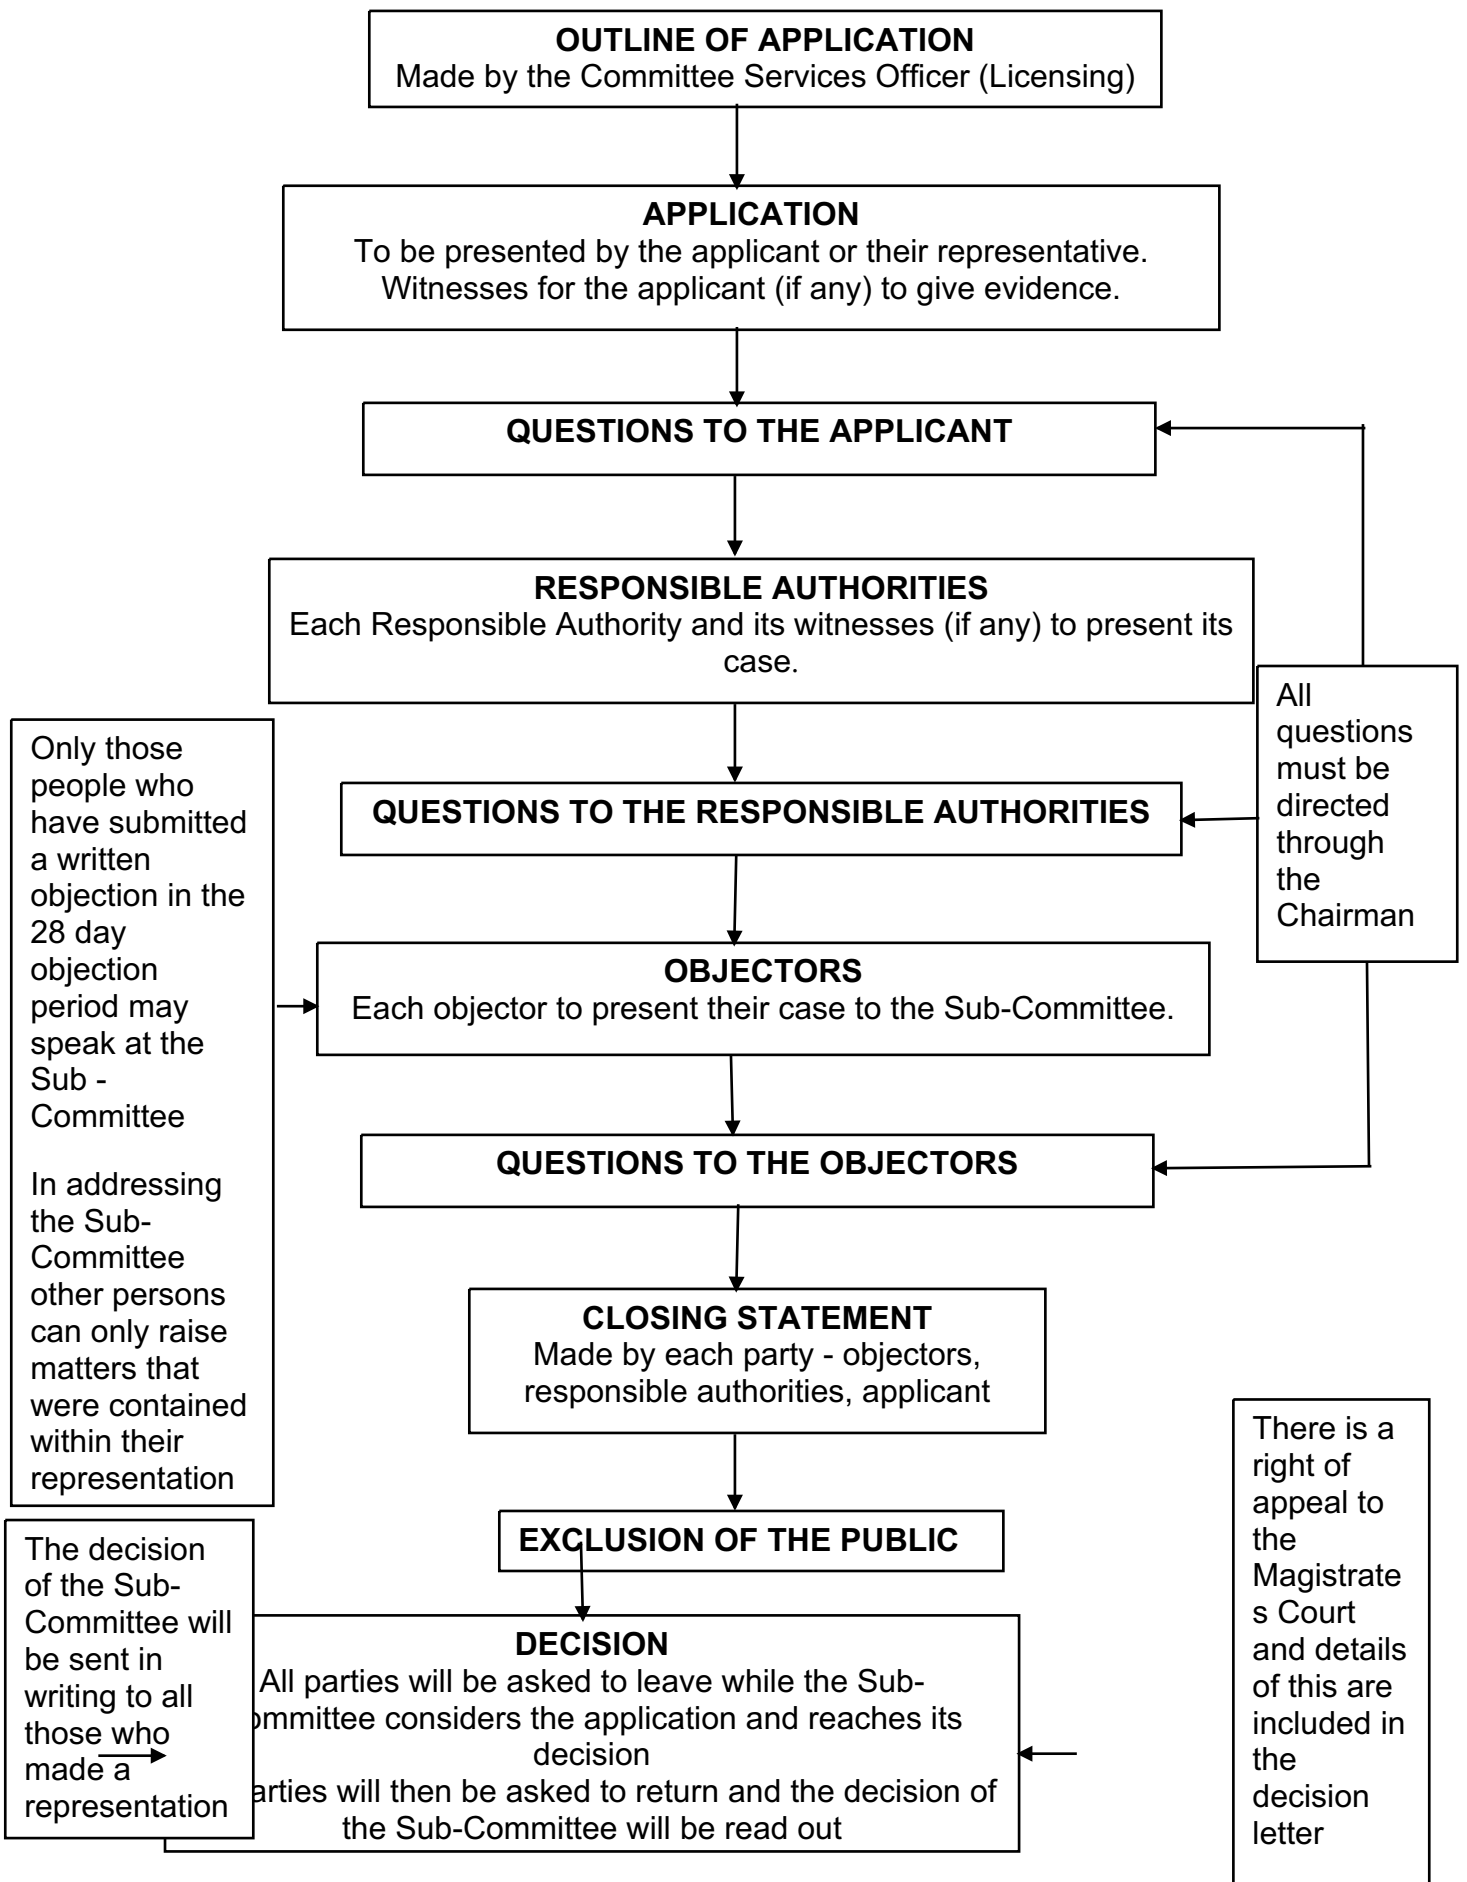 OUTLINE OF APPLICATION
Made by the Committee Services Officer (Licensing)
APPLICATION
To be presented by the applicant or their representative.
Witnesses for the applicant (if any) to give evidence.
QUESTIONS TO THE APPLICANT
RESPONSIBLE AUTHORITIES
Each Responsible Authority and its witnesses (if any) to present its
case.
All
questions
must be
directed
through
the
Chairman
Only those
people who
have submitted
a written
objection in the
28 day
objection
period may
speak at the
Sub -
Committee
In addressing
the Sub-
Committee
other persons
can only raise
matters that
were contained
within their
representation
QUESTIONS TO THE RESPONSIBLE AUTHORITIES
OBJECTORS
Each objector to present their case to the Sub-Committee.
QUESTIONS TO THE OBJECTORS
CLOSING STATEMENT
Made by each party - objectors,
responsible authorities, applicant
There is a
right of
appeal to
the
Magistrate
s Court
and details
of this are
included in
the
decision
letter
EXCLUSION OF THE PUBLIC
The decision
of the Sub-
Committee will
be sent in
writing to all
those who
made a
representation
DECISION
All parties will be asked to leave while the Sub-
ommittee considers the application and reaches its
decision
arties will then be asked to return and the decision of
the Sub-Committee will be read out